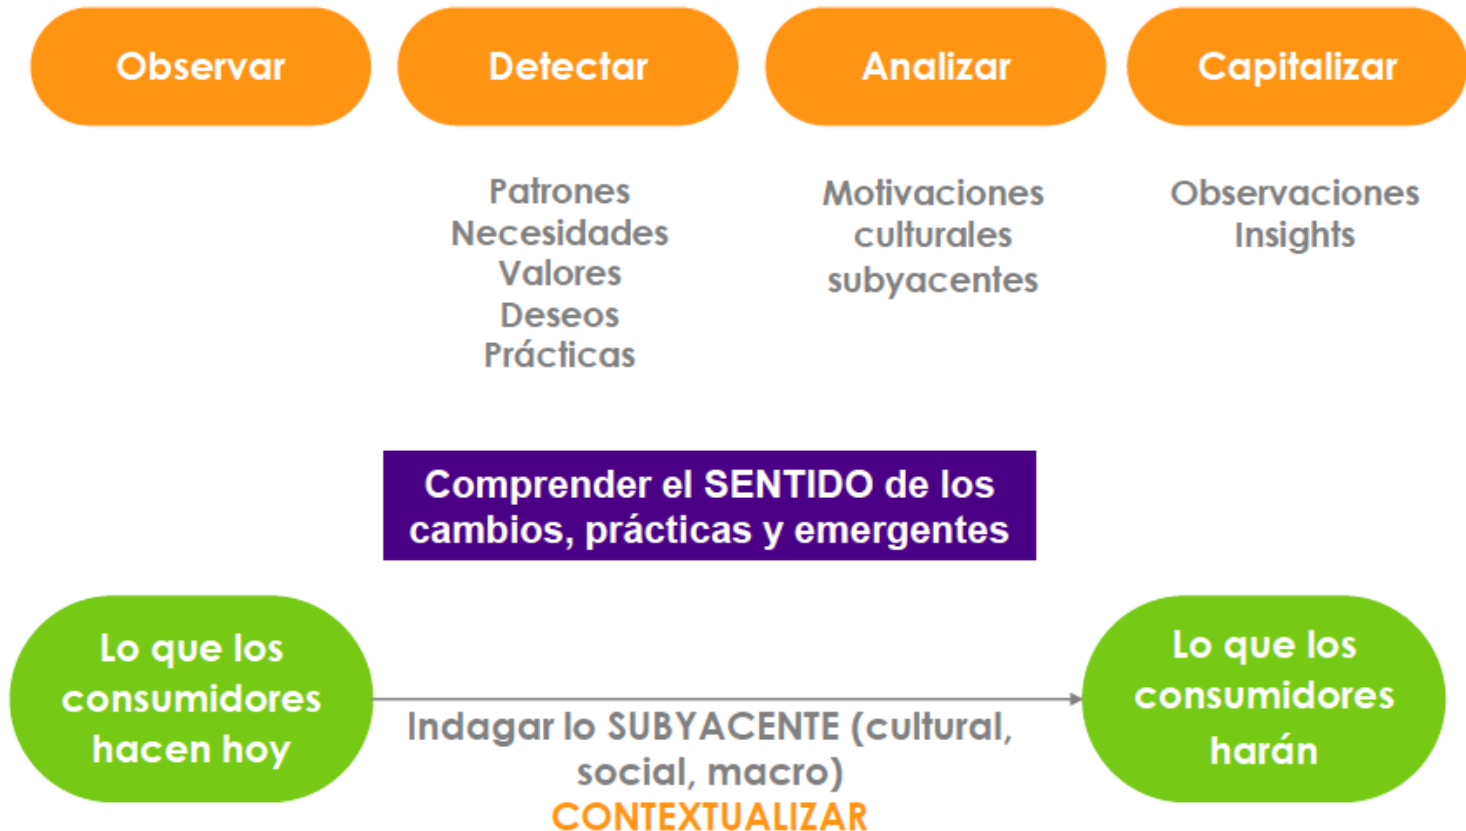 Observar
Detectar
Analizar
Capitalizar
Patrones
Necesidades
Valores
Deseos
Prácticas
Motivaciones
culturales
subyacentes
Observaciones
Insights
Comprender el SENTIDO de los
cambios, prácticas y emergentes
Lo que los
consumidores
hacen hoy
Indagar lo SUBYACENTE (cultural,
social, macro)
CONTEXTUALIZAR
Lo que los
consumidores
harán